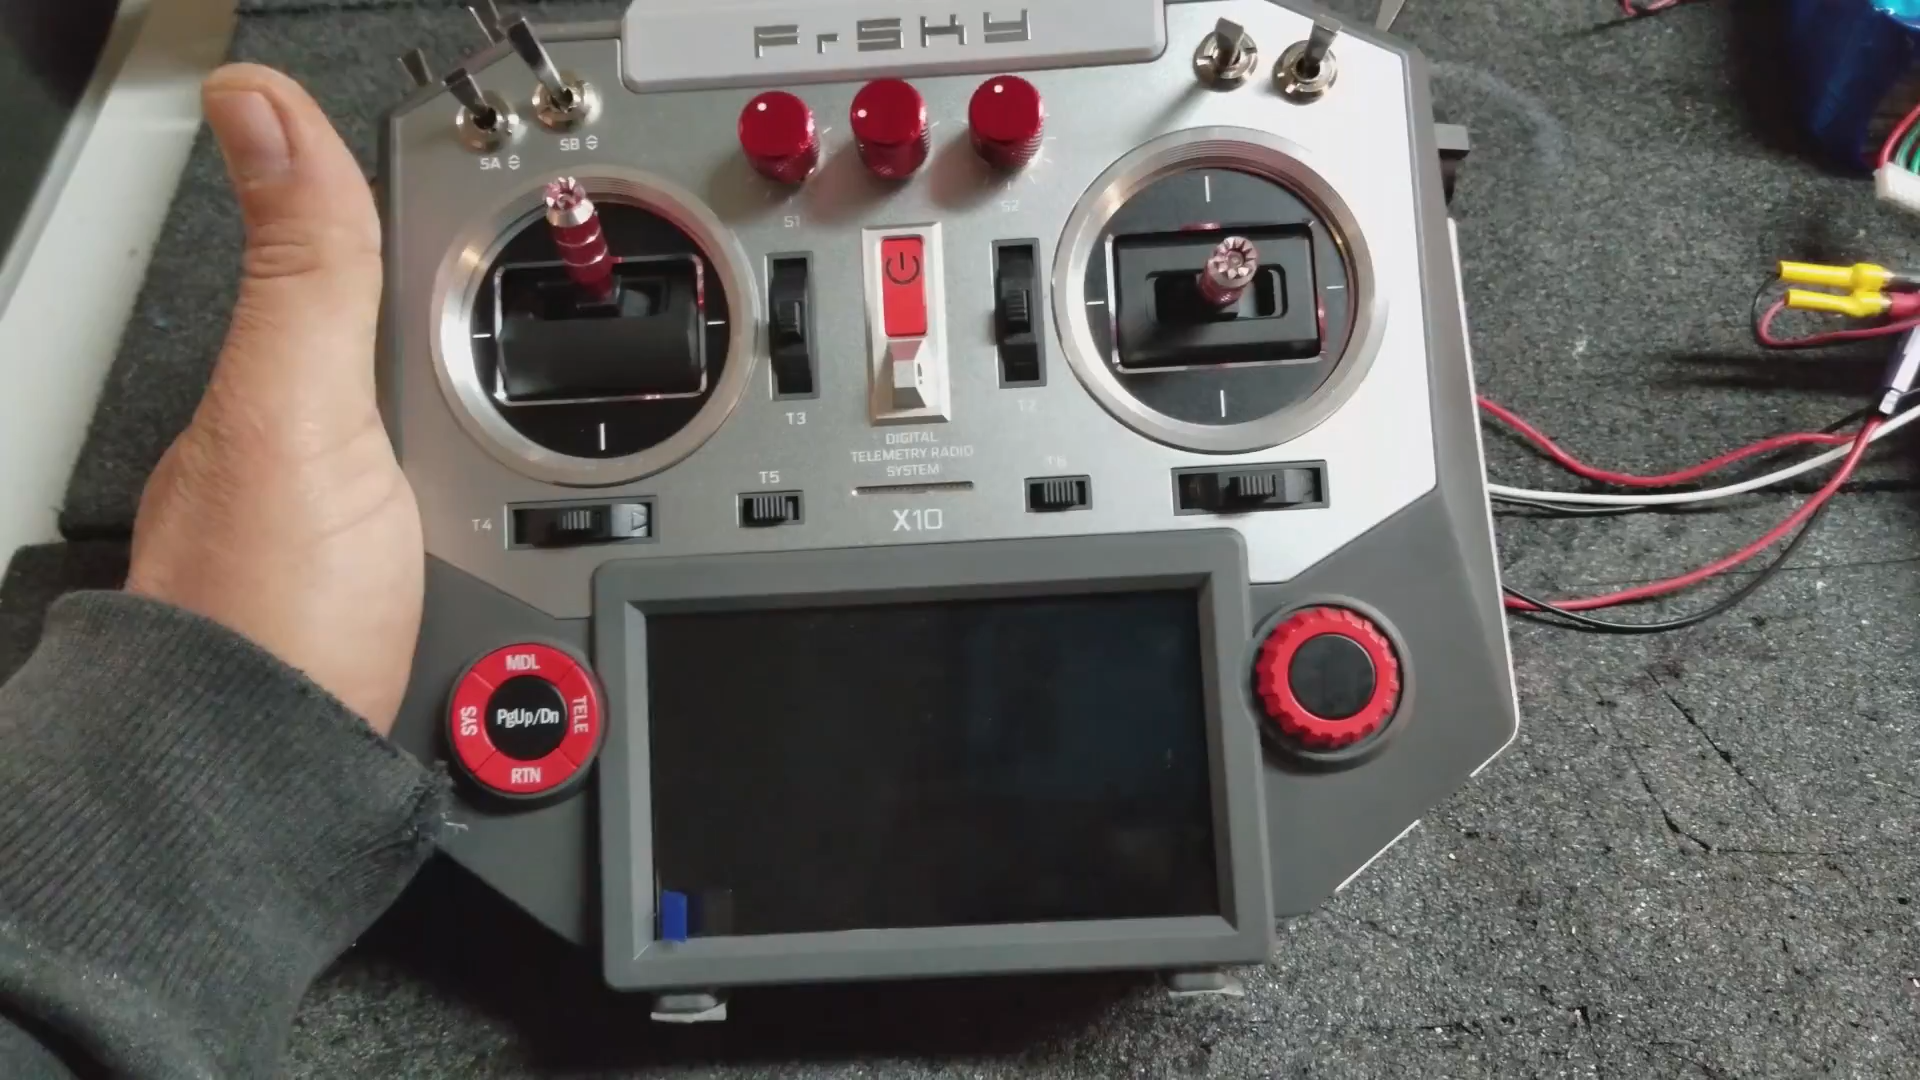 FrSKY
SA
SB
S1
S2
T3
T2
DIGITAL
TELEMETRY RADIO
SYSTEM
T5
T6
T4
X10
MDL
SYS
PgUp/Dn
TELE
RTN